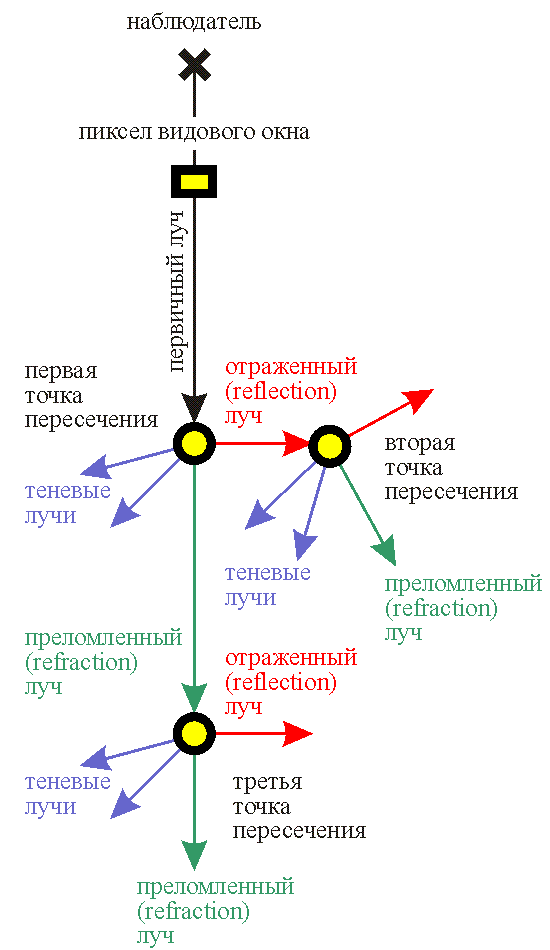 наблюдатель
пиксел видового окна
первичный луч
первая
точка
пересечения
отраженный
(reflection)
луч
вторая
точка
пересечения
теневые
лучи
теневые
лучи
преломленный
(refraction)
луч
преломленный
(refraction)
луч
отраженный
(reflection)
луч
теневые
лучи
третья
точка
пересечения
преломленный
(refraction)
луч